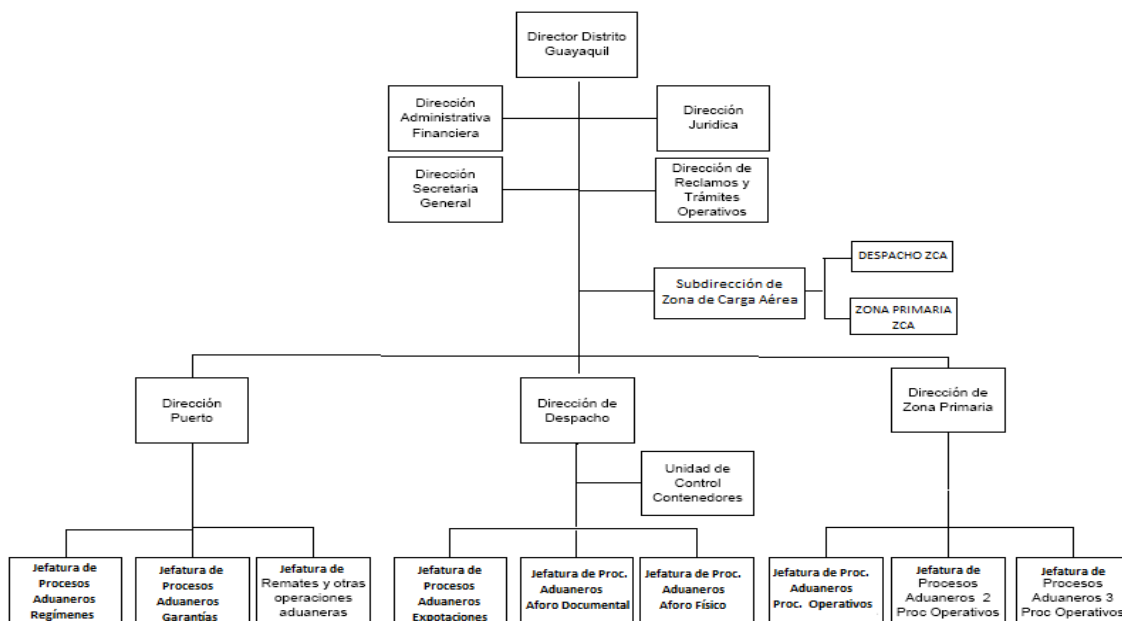 Director Distrito
Guayaquil
Dirección
Administrativa
Financiera
Dirección
Juridica
Dirección
Secretaria
General
Dirección de
Reclamos y
Trámites
Operativos
DESPACHO ZCA
Subdirección de
Zona de Carga Aérea
ZONA PRIMARIA
ZCA
Dirección
Puerto
Dirección de
Despacho
Dirección de
Zona Primaria
Unidad de
Control
Contenedores
Jefatura de
Procesos
Aduaneros
Regímenes
Jefatura de
Procesos
Aduaneros
Garantías
Jefatura de
Remates y otras
operaciones
aduaneras
Jefatura de
Procesos
Aduaneros
Expotaciones
Jefatura de Proc.
Aduaneros
Aforo Documental
Jefatura de Proc.
Aduaneros
Aforo Físico
Jefatura de Proc.
Aduaneros
Proc. Operativos
Jefatura de
Procesos
Aduaneros 2
Proc Operativos
Jefatura de
Procesos
Aduaneros 3
Proc Operativos